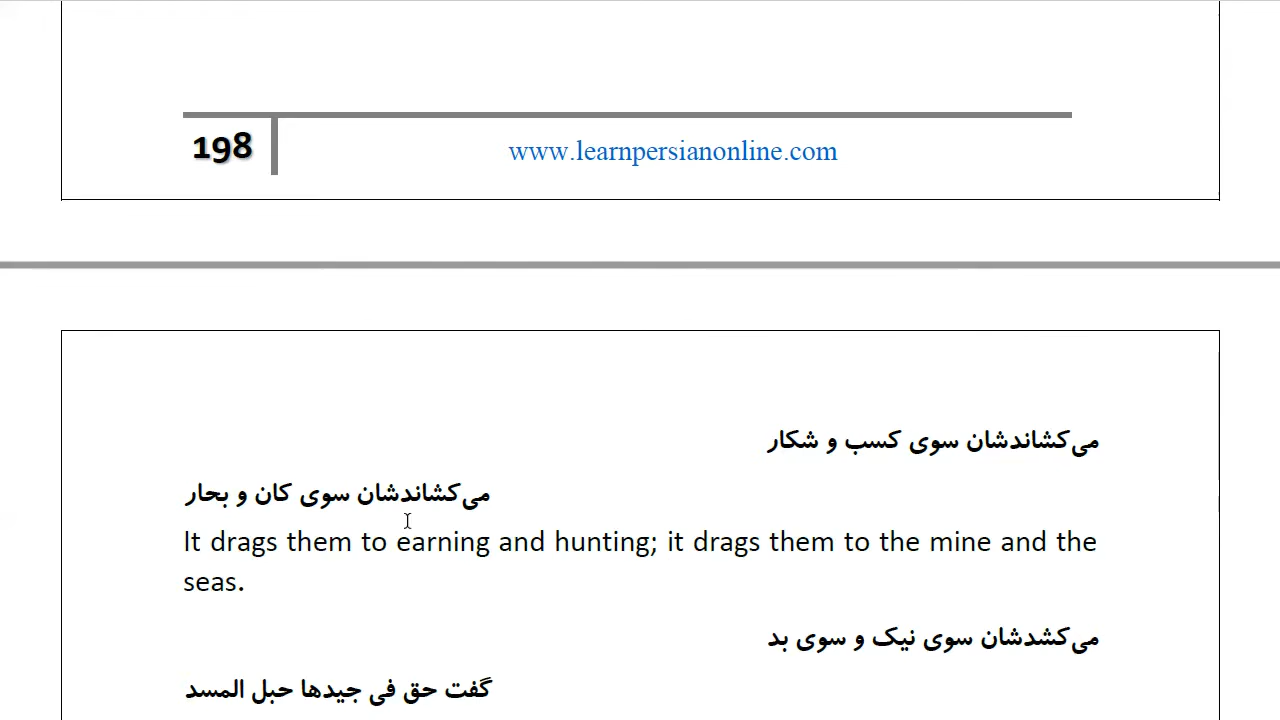 198
www.learnpersianonline.com
می‌کشاندشان سوی کسب و شکار
می‌کشاندشان سوی کان و بحار
It drags them to earning and hunting; it drags them to the mine and the
seas.
می‌کشدشان سوی نیک و سوی بد
گفت حق فی جیدها حبل المسد